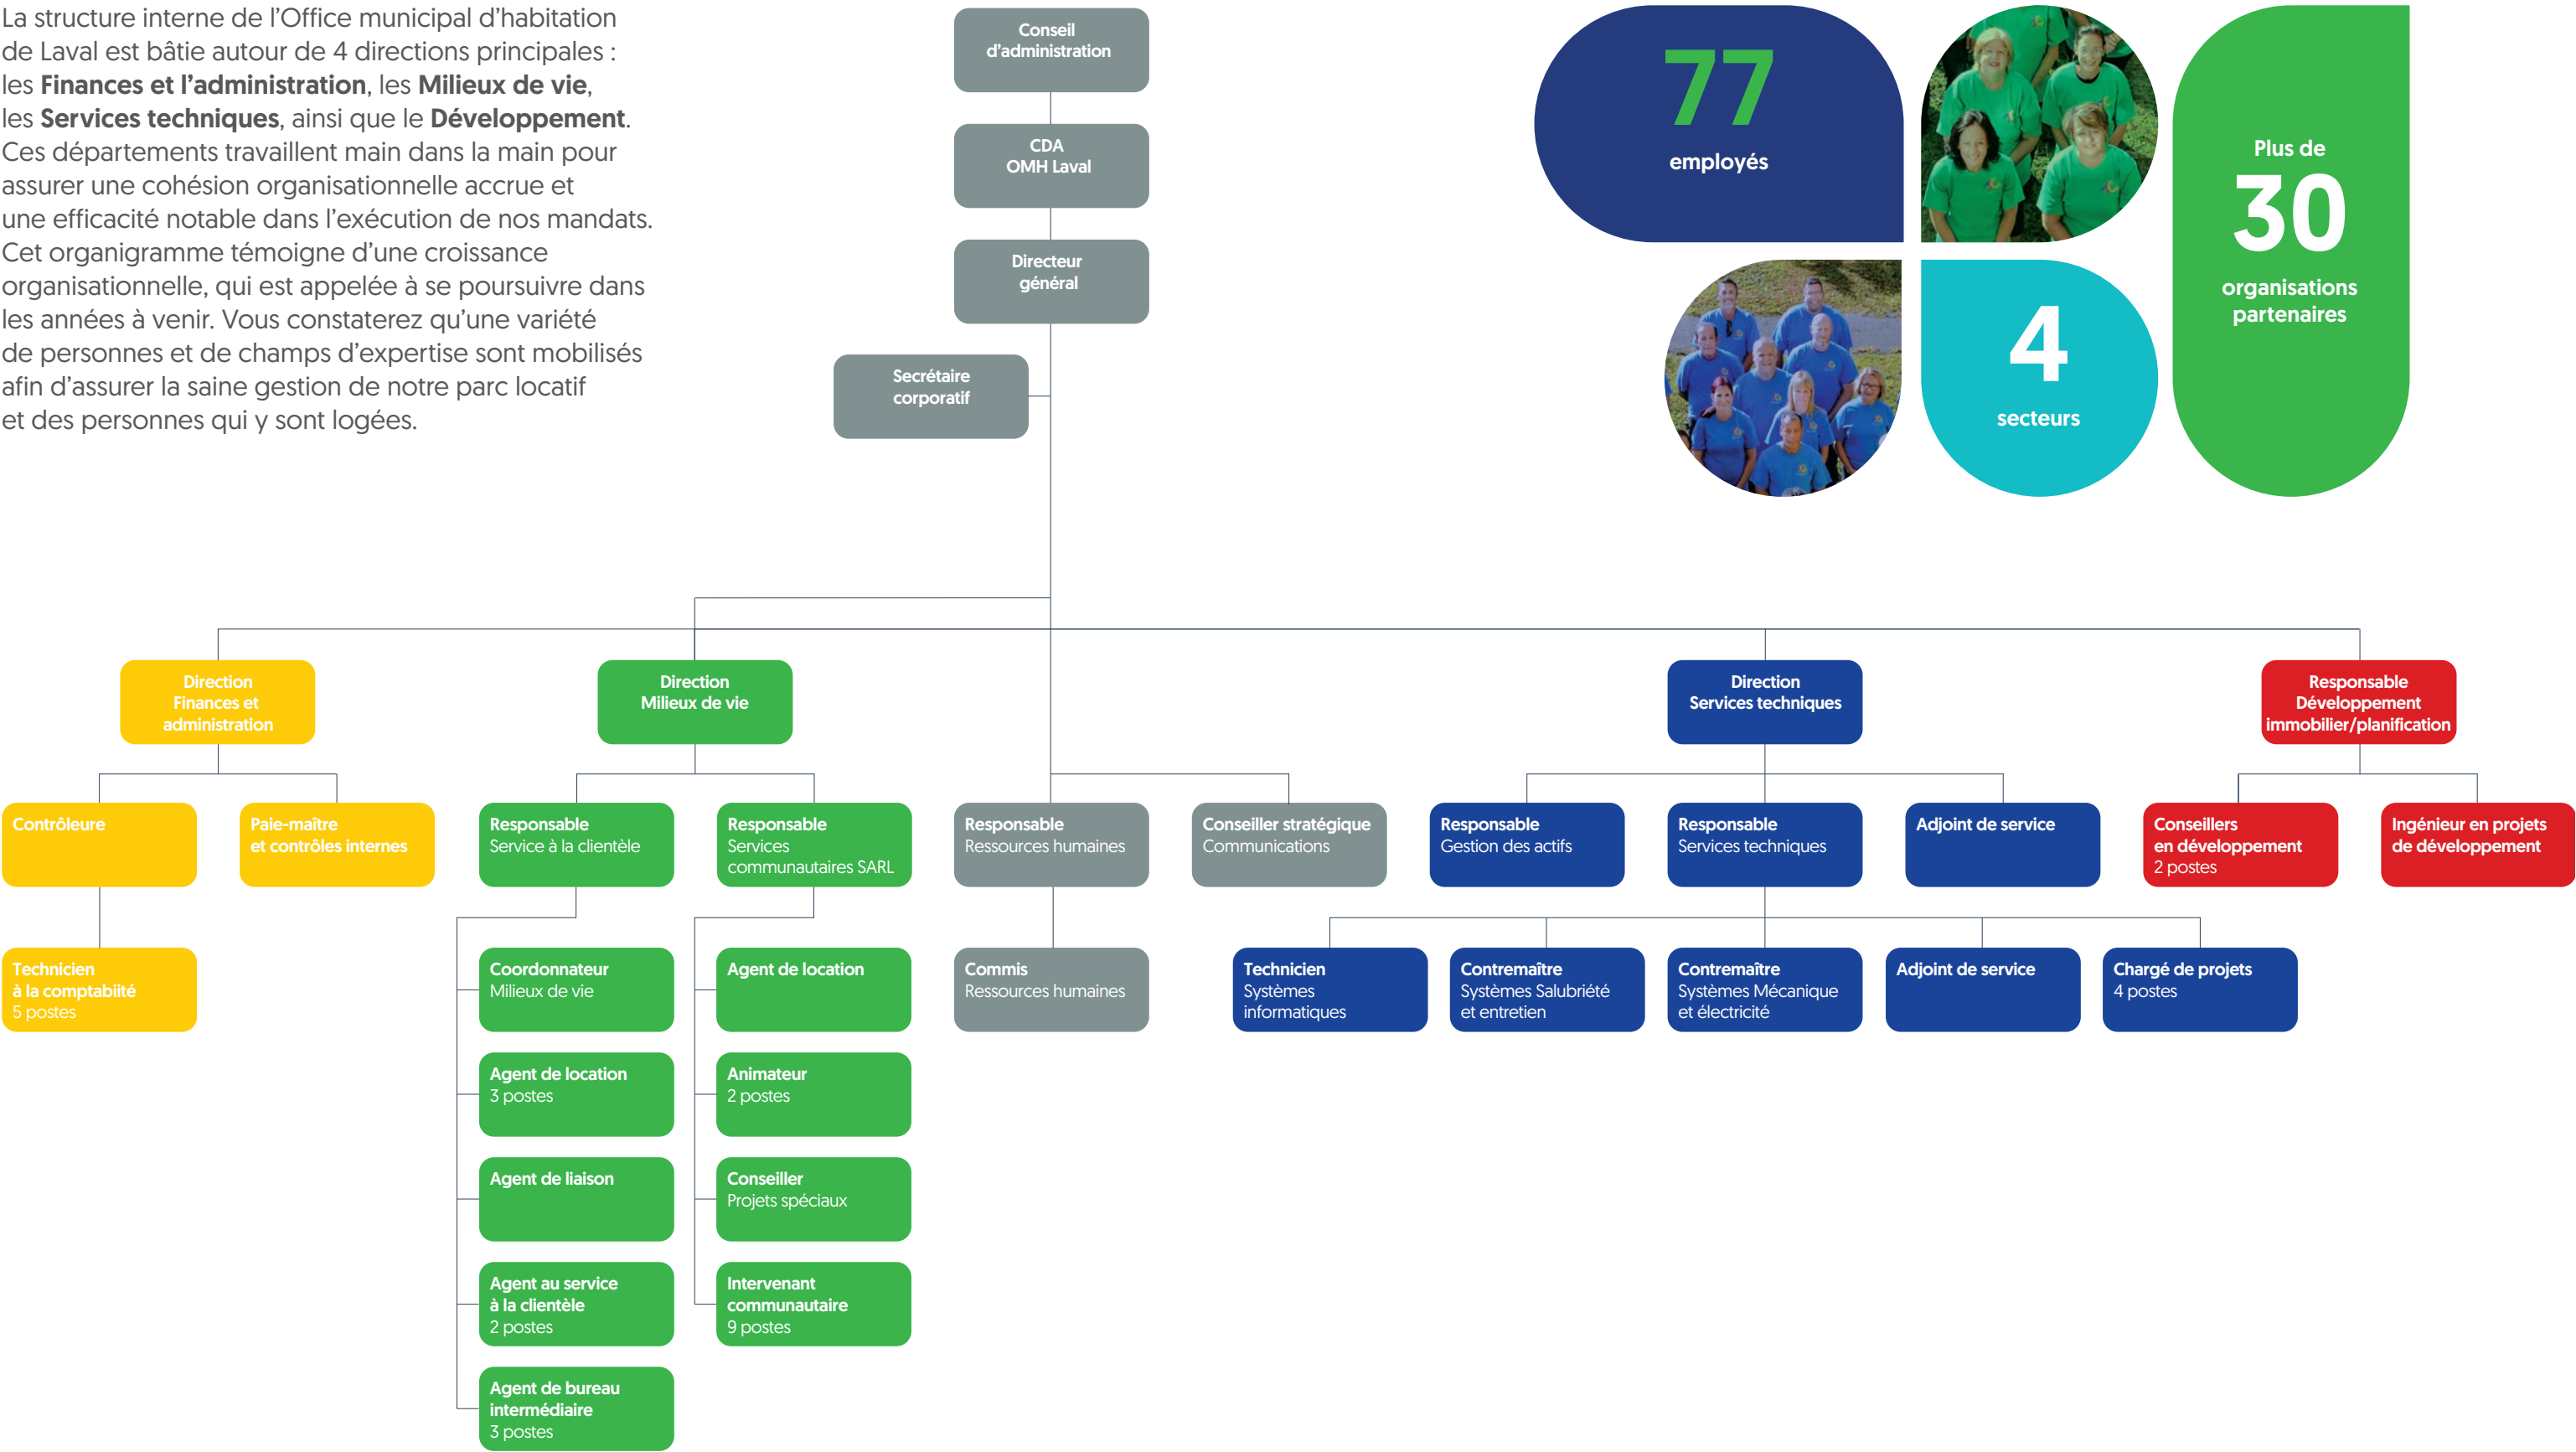 La structure interne de l’Office municipal d’habitation
de Laval est bâtie autour de 4 directions principales :
les Finances et l’administration, les Milieux de vie,
les Services techniques, ainsi que le Développement.
Ces départements travaillent main dans la main pour
assurer une cohésion organisationnelle accrue et
une efficacité notable dans l’exécution de nos mandats.
Cet organigramme témoigne d’une croissance
organisationnelle, qui est appelée à se poursuivre dans
les années à venir. Vous constaterez qu’une variété
de personnes et de champs d’expertise sont mobilisés
afin d’assurer la saine gestion de notre parc locatif
et des personnes qui y sont logées.
Conseil
d’administration
CDA
OMH Laval
Directeur
général
Secrétaire
corporatif
77
employés
4
secteurs
Plus de
30
organisations
partenaires
Direction
Finances et
administration
Direction
Milieux de vie
Direction
Services techniques
Responsable
Développement
immobilier/planification
Contrôleure
Paie-maître
et contrôles internes
Responsable
Service à la clientèle
Responsable
Services
communautaires SARL
Responsable
Ressources humaines
Conseiller stratégique
Communications
Responsable
Gestion des actifs
Responsable
Services techniques
Adjoint de service
Conseillers
en développement
2 postes
Ingénieur en projets
de développement
Technicien
à la comptabiité
5 postes
Coordonnateur
Milieux de vie
Agent de location
Commis
Ressources humaines
Technicien
Systèmes
informatiques
Contremaître
Systèmes Salubriété
et entretien
Contremaître
Systèmes Mécanique
et électricité
Adjoint de service
Chargé de projets
4 postes
Agent de location
3 postes
Animateur
2 postes
Agent de liaison
Conseiller
Projets spéciaux
Agent au service
à la clientèle
2 postes
Intervenant
communautaire
9 postes
Agent de bureau
intermédiaire
3 postes